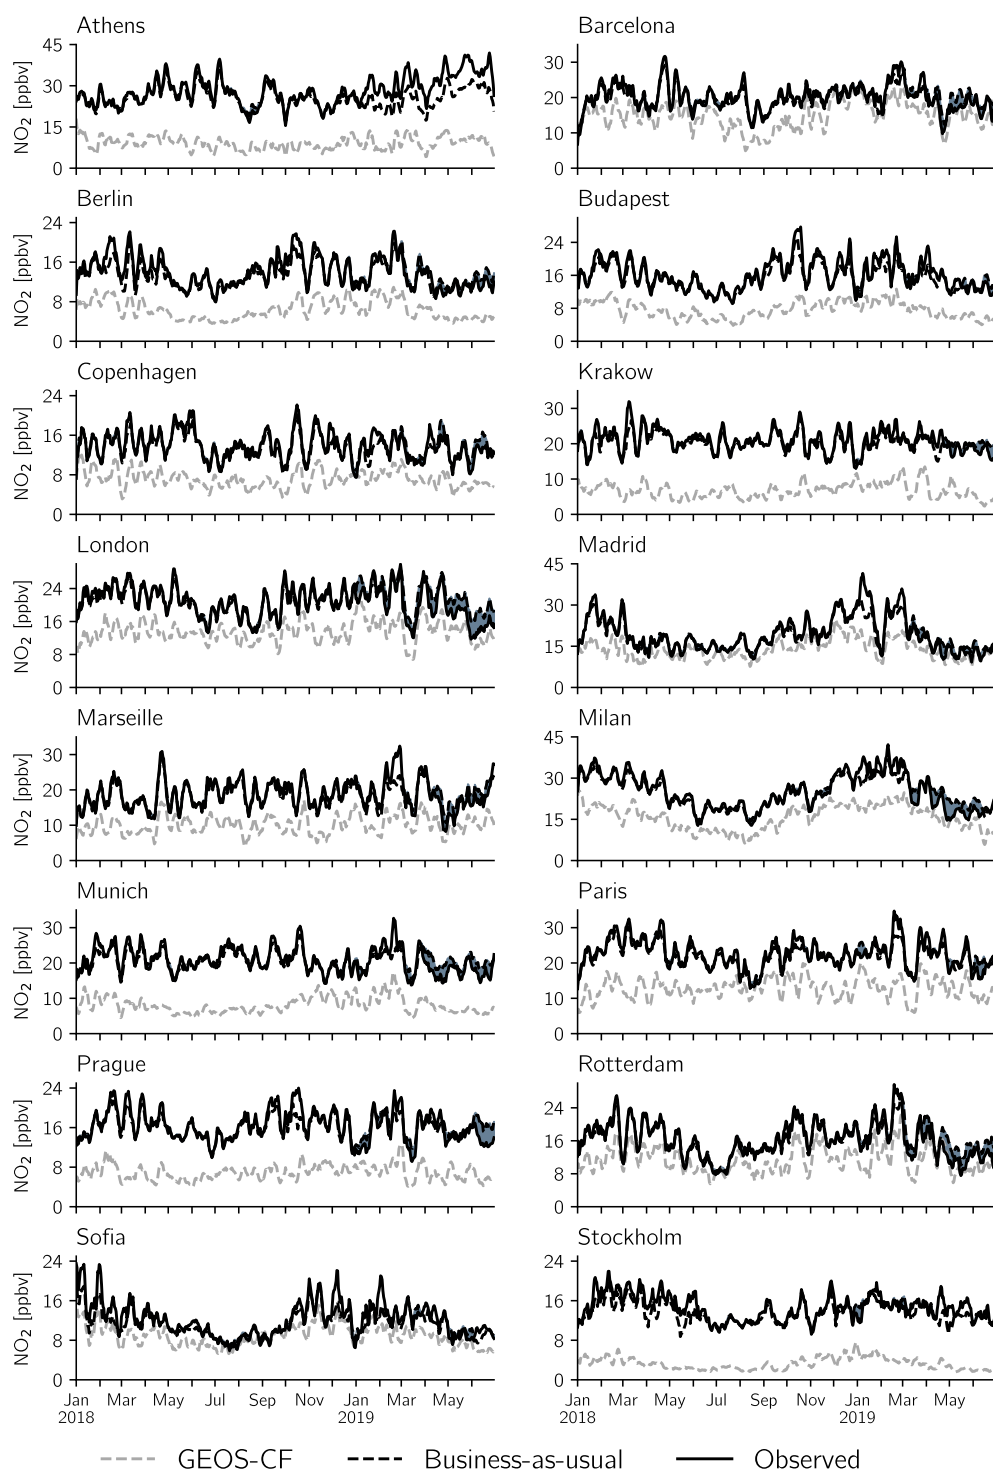 Athens Barcelona
NO2 [ppbv] 45 30 15 0 30 20 10 0
Berlin Budapest
NO2 [ppbv] 24 16 8 0 24 16 8 0
Copenhagen Krakow
NO2 [ppbv] 24 16 8 0 30 20 10 0
London Madrid
NO2 [ppbv] 24 16 8 0 45 30 15 0
Marseille Milan
NO2 [ppbv] 30 20 10 0 45 30 15 0
Munich Paris
NO2 [ppbv] 30 20 10 0 30 20 10 0
Prague Rotterdam
NO2 [ppbv] 24 16 8 0 24 16 8 0
Sofia Stockholm
NO2 [ppbv] 24 16 8 0 24 16 8 0
Jan Mar May Jul Sep Nov Jan Mar May Jan Mar May Jul Sep Nov Jan Mar May
2018 2019 2018 2019
GEOS-CF Business-as-usual Observed